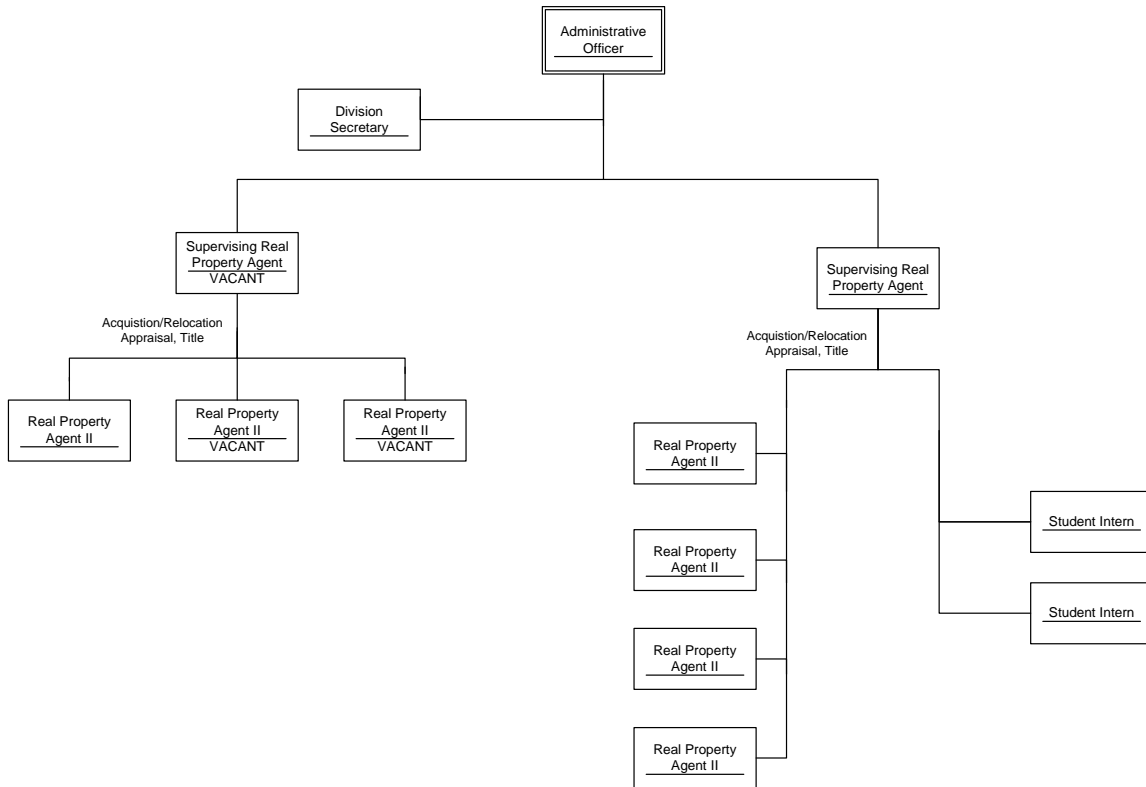 Administrative
Officer
Division
Secretary
Supervising Real
Property Agent
VACANT
Supervising Real
Property Agent
Acquistion/Relocation
Appraisal, Title
Acquistion/Relocation
Appraisal, Title
Real Property
Agent II
Real Property
Agent II
VACANT
Real Property
Agent II
VACANT
Real Property
Agent II
Student Intern
Real Property
Agent II
Student Intern
Real Property
Agent II
Real Property
Agent II